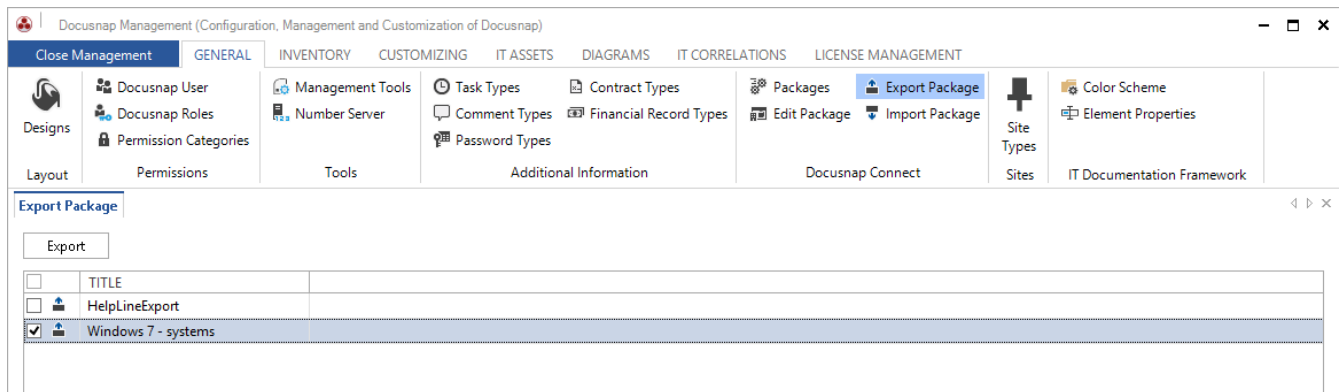 Docusnap Management (Configuration, Management and Customization of Docusnap)
Close Management GENERAL INVENTORY CUSTOMIZING IT ASSETS DIAGRAMS IT CORRELATIONS LICENSE MANAGEMENT
Docusnap User Management Tools Task Types Contract Types Packages Export Package Color Scheme
Docusnap Roles Number Server Comment Types Financial Record Types Edit Package Import Package Element Properties
Designs
Permission Categories Password Types
Site
Types
Layout Permissions Tools Additional Information Docusnap Connect Sites IT Documentation Framework
Export Package
Export
TITLE
HelpLineExport
Windows 7 - systems